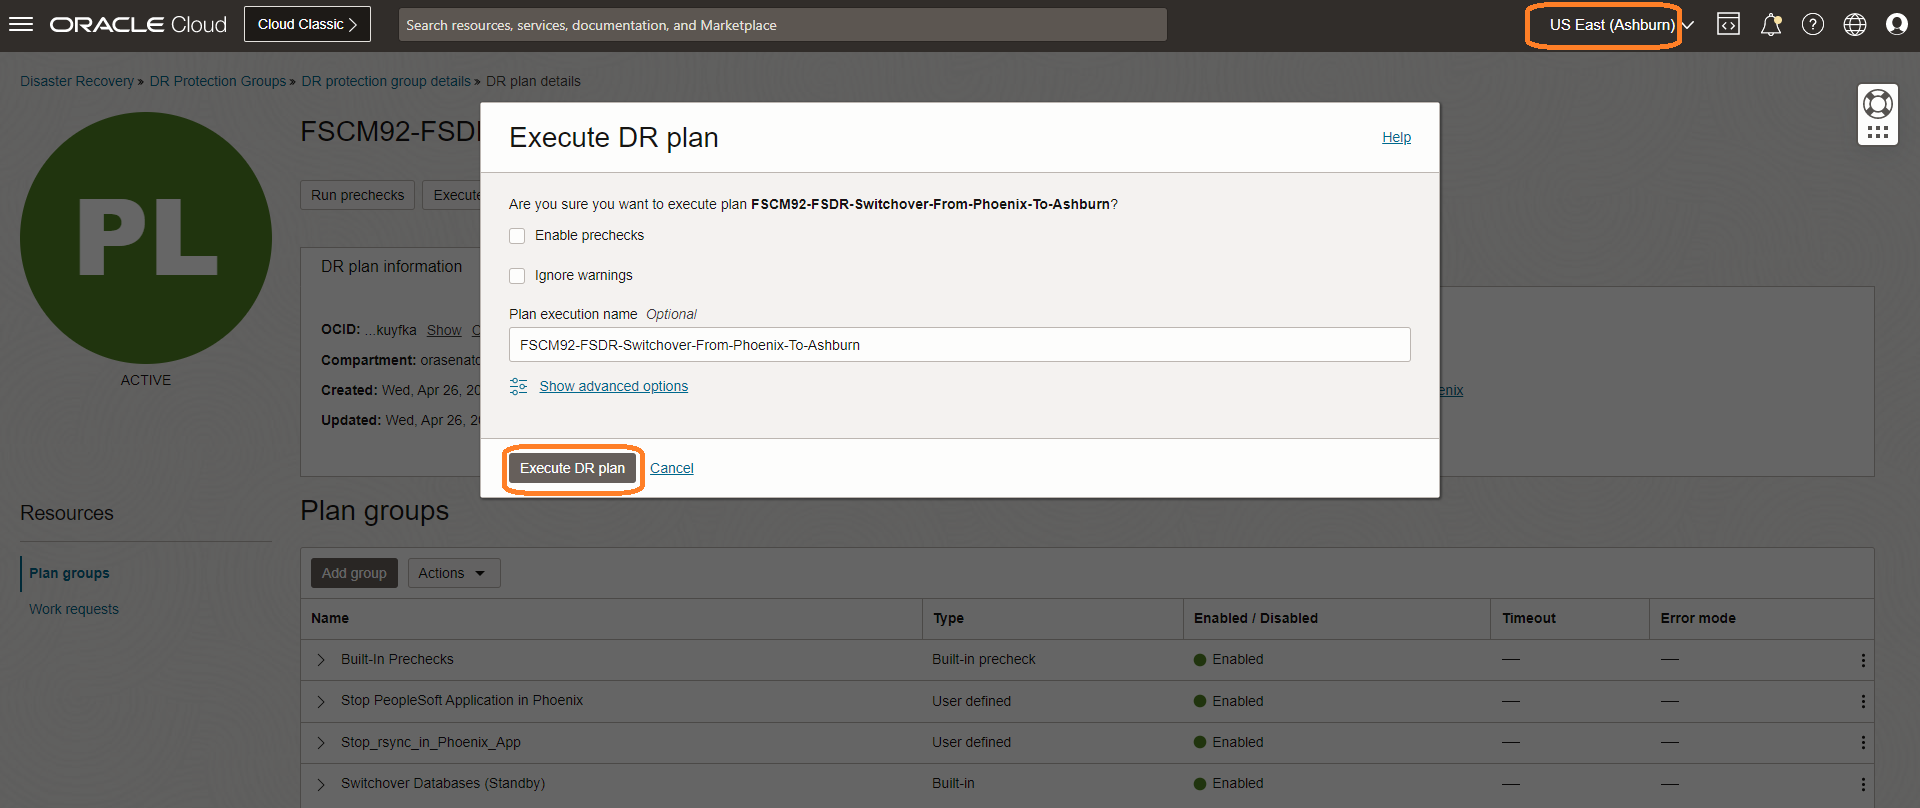 ORACLE Cloud
Cloud Classic
Search resources, services, documentation, and Marketplace
US East (Ashburn)
Disaster Recovery » DR Protection Groups » DR protection group details » DR plan details
PL
ACTIVE
FSCM92-FSD
Run prechecks
Execute
DR plan information
OCID: ...kuyfka Show
Compartment: orasenat
Created: Wed, Apr 26, 20
Updated: Wed, Apr 26, 20
enix
Execute DR plan
Help
Are you sure you want to execute plan FSCM92-FSDR-Switchover-From-Phoenix-To-Ashburn?
Enable prechecks
Ignore warnings
Plan execution name Optional
FSCM92-FSDR-Switchover-From-Phoenix-To-Ashburn
Show advanced options
Execute DR plan
Cancel
Resources
Plan groups
Work requests
Plan groups
Add group
Actions
Name Type Enabled / Disabled Timeout Error mode
Built-In Prechecks Built-in precheck Enabled — —
Stop PeopleSoft Application in Phoenix User defined Enabled — —
Stop_rsync_in_Phoenix_App User defined Enabled — —
Switchover Databases (Standby) Built-in Enabled — —